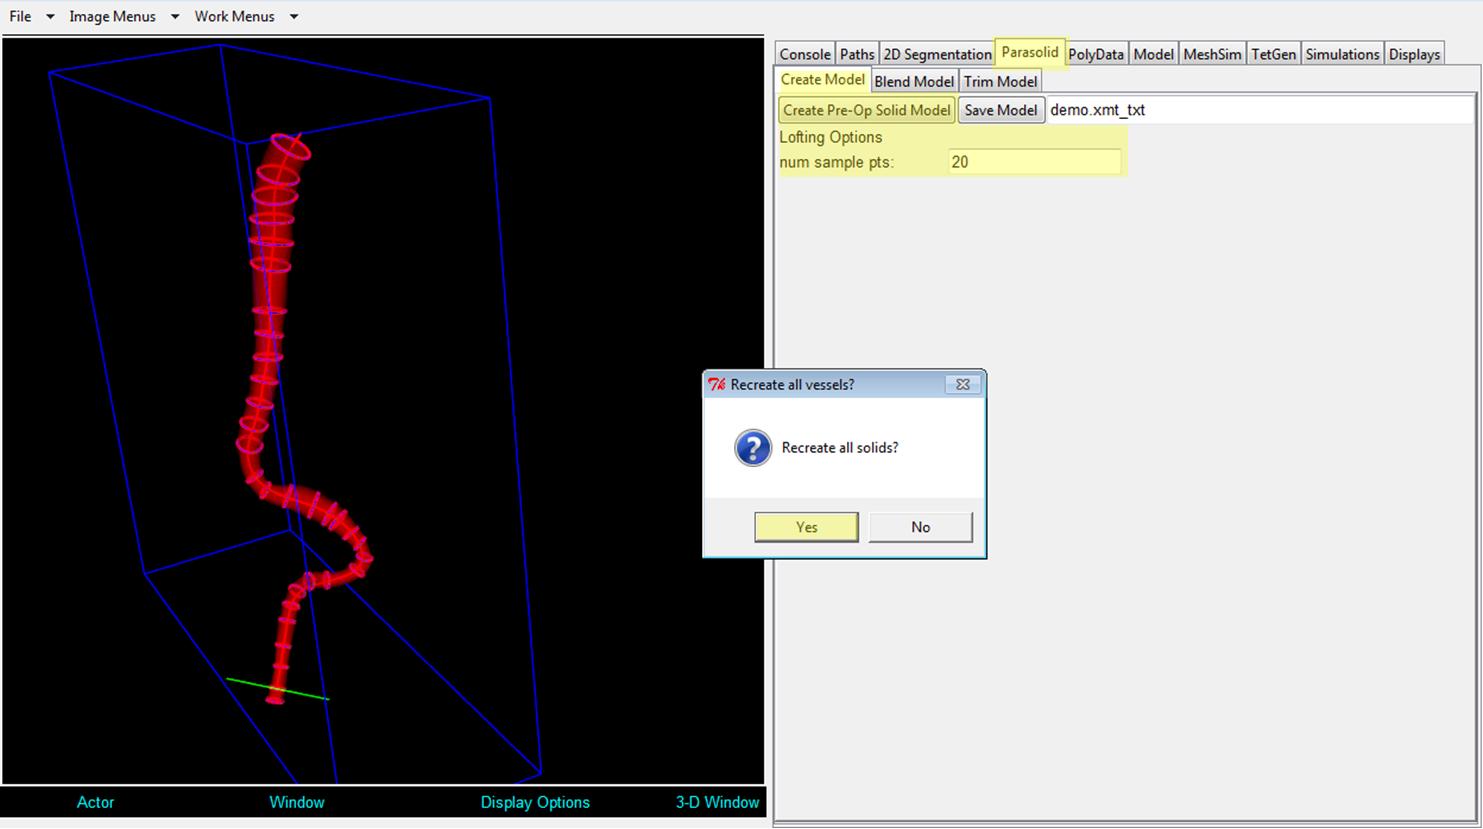 File Image Menus Work Menus
Console Paths 2D Segmentation Parasolid PolyData Model MeshSim TetGen Simulations Displays
Create Model Blend Model Trim Model
Create Pre-Op Solid Model Save Model demo.xmt_txt
Lofting Options
num sample pts: 20
Recreate all vessels?
Recreate all solids?
Yes No
Actor Window Display Options 3-D Window